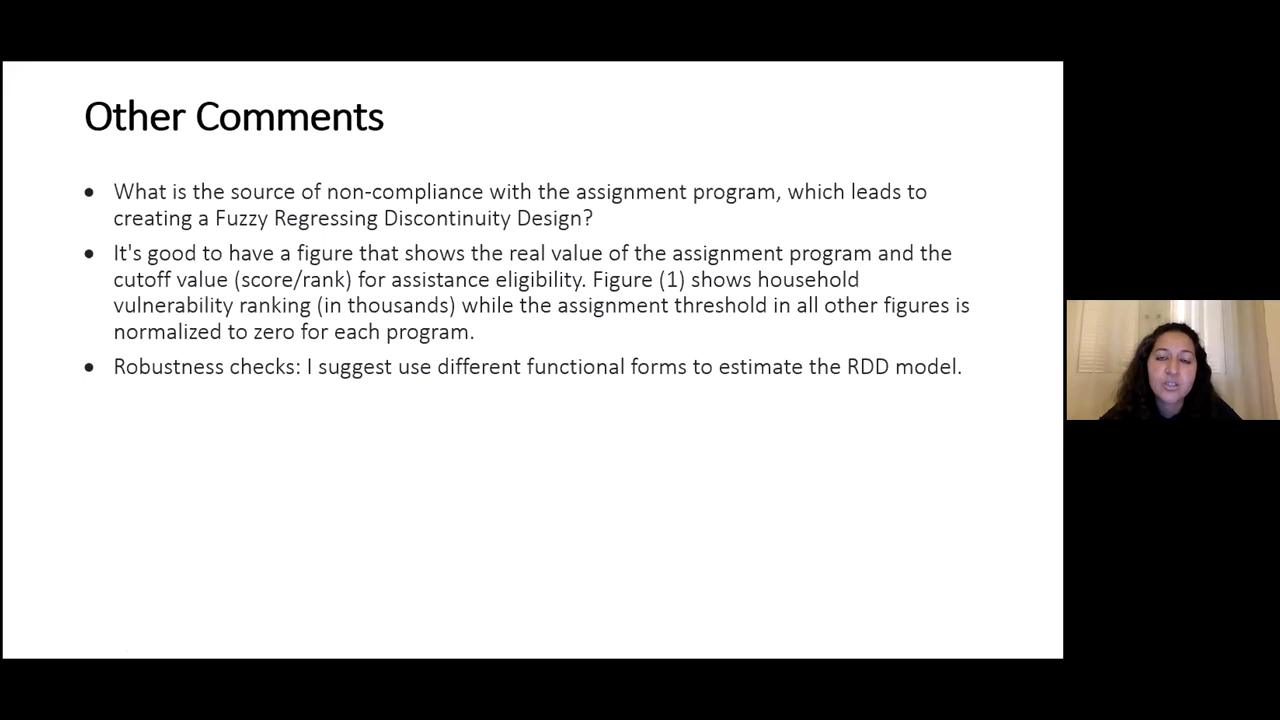 Other Comments
• What is the source of non-compliance with the assignment program, which leads to
creating a Fuzzy Regressing Discontinuity Design?
• It's good to have a figure that shows the real value of the assignment program and the
cutoff value (score/rank) for assistance eligibility. Figure (1) shows household
vulnerability ranking (in thousands) while the assignment threshold in all other figures is
normalized to zero for each program.
• Robustness checks: I suggest use different functional forms to estimate the RDD model.